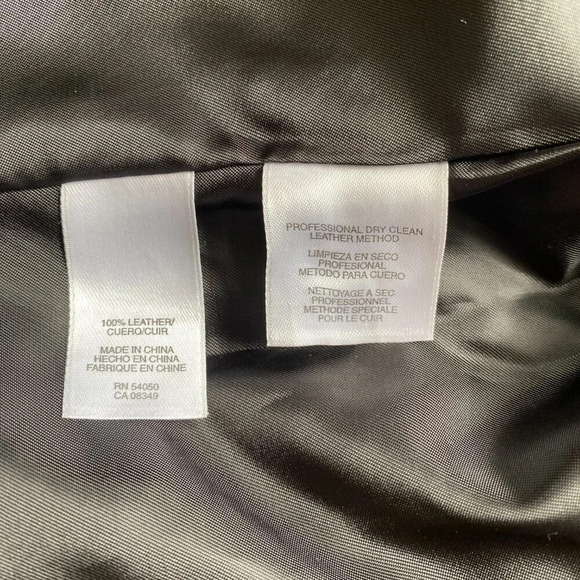 100% LEATHER/
CUERO/CUIR
MADE IN CHINA
HECHO EN CHINA
FABRIQUE EN CHINE
RN 54050
CA 08349
PROFESSIONAL DRY CLEAN
LEATHER METHOD
LIMPIEZA EN SECO
PROFESIONAL
METODO PARA CUERO
NETTOYAGE A SEC
PROFESSIONNEL
METHODE SPECIALE
POUR LE CUIR